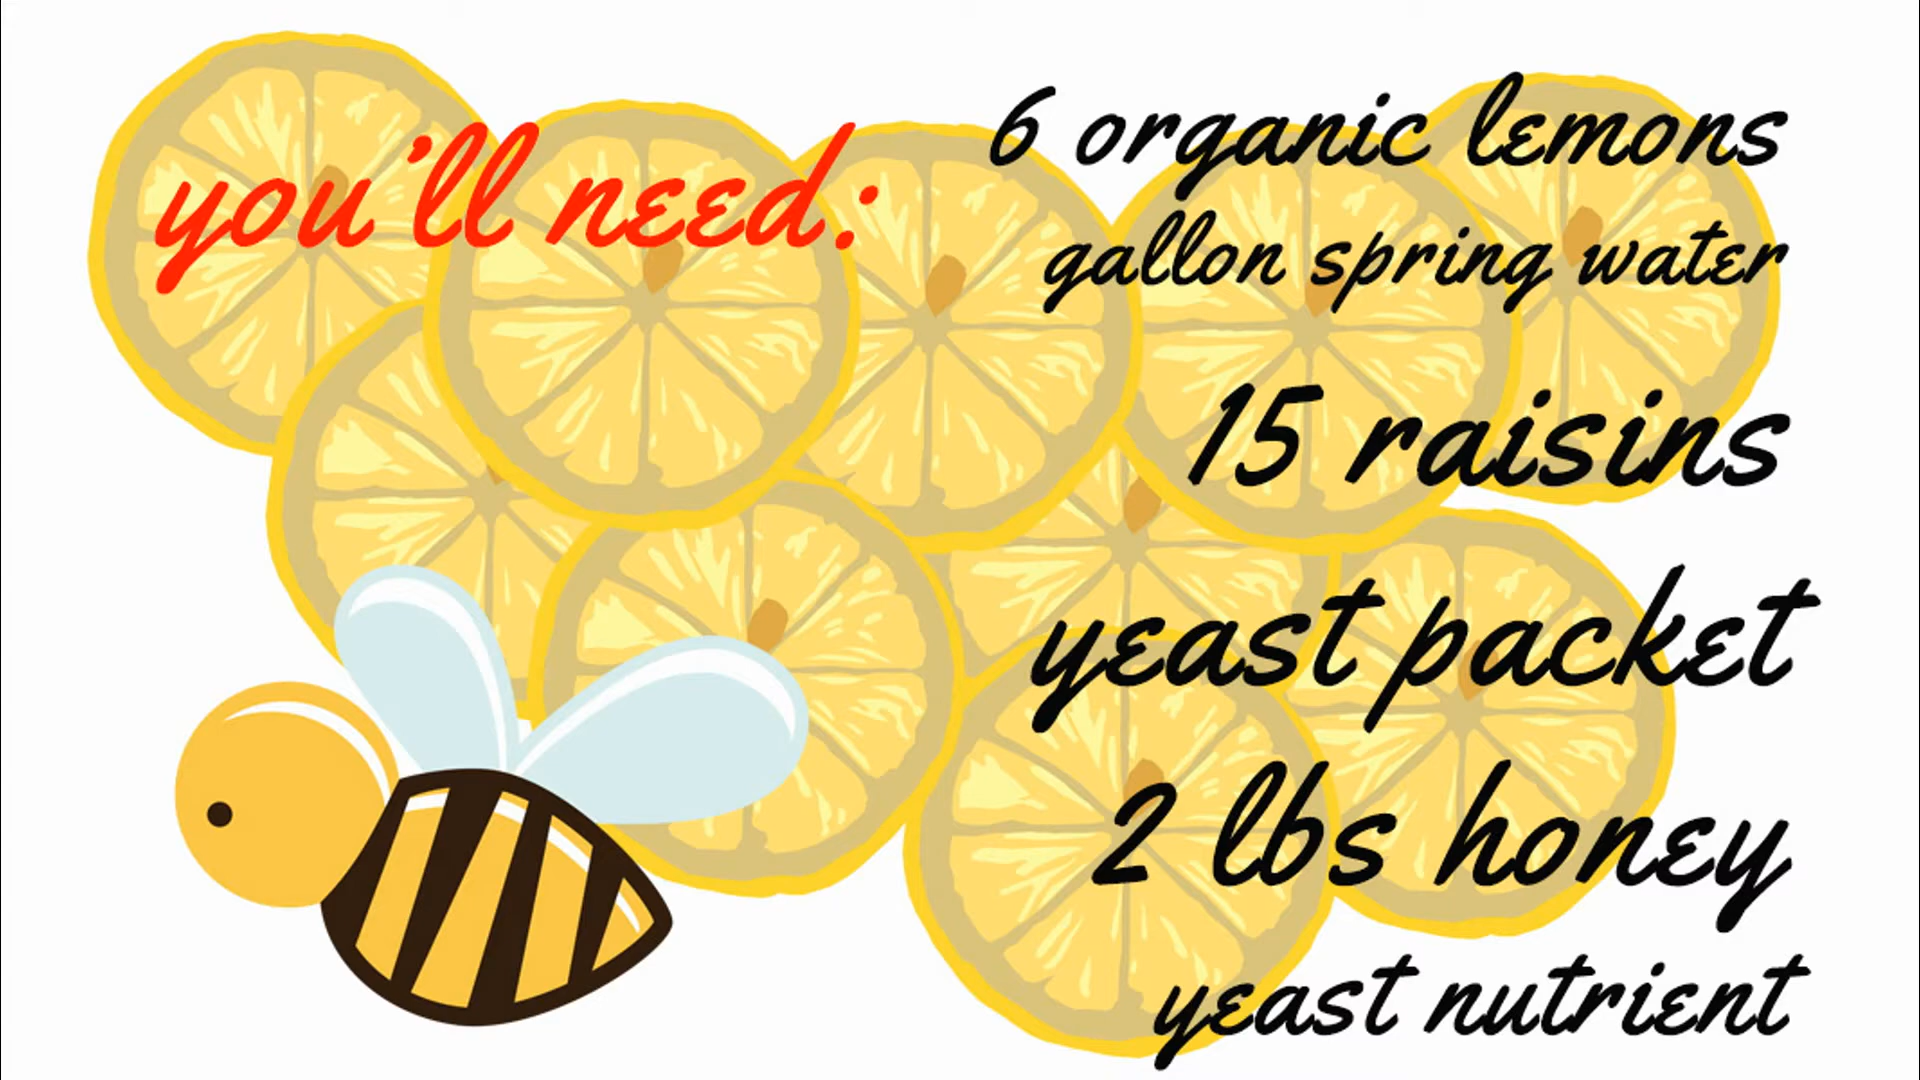 you'll need:
6 organic lemons
gallon spring water
15 raisins
yeast packet
2 lbs honey
yeast nutrient